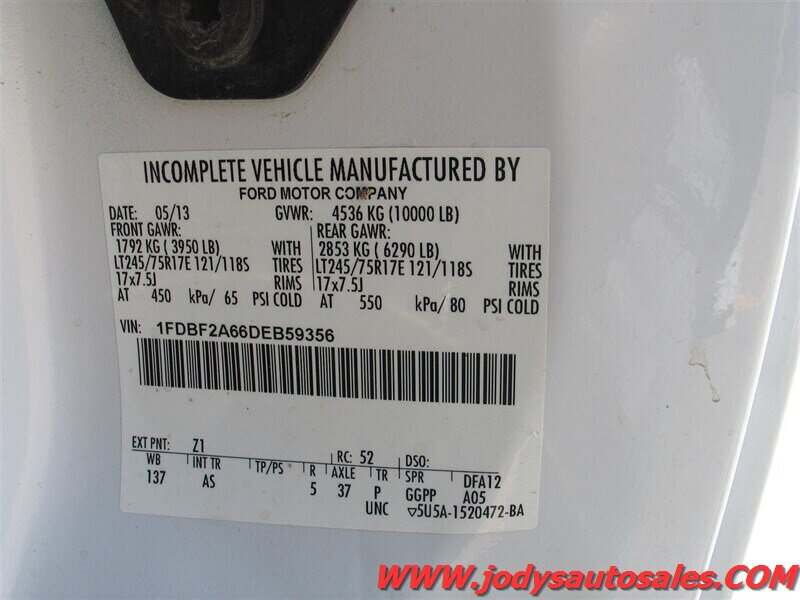 INCOMPLETE VEHICLE MANUFACTURED BY
FORD MOTOR COMPANY
DATE: 05/13 GVWR: 4536 KG (10000 LB)
FRONT GAWR: REAR GAWR:
1792 KG ( 3950 LB) WITH 2853 KG ( 6290 LB) WITH
LT245/75R17E 121/118S TIRES LT245/75R17E 121/118S TIRES
17x7.5J RIMS 17x7.5J RIMS
AT 450 kPa/ 65 PSI COLD AT 550 kPa/ 80 PSI COLD
VIN: 1FDBF2A66DEB59356
EXT PNT: Z1 RC: 52 DSO:
WB INT TR TP/PS R AXLE TR SPR DFA12
137 AS 5 37 P GGPP A05
UNC ▽5U5A-1520472-BA
www.jodysautosales.com